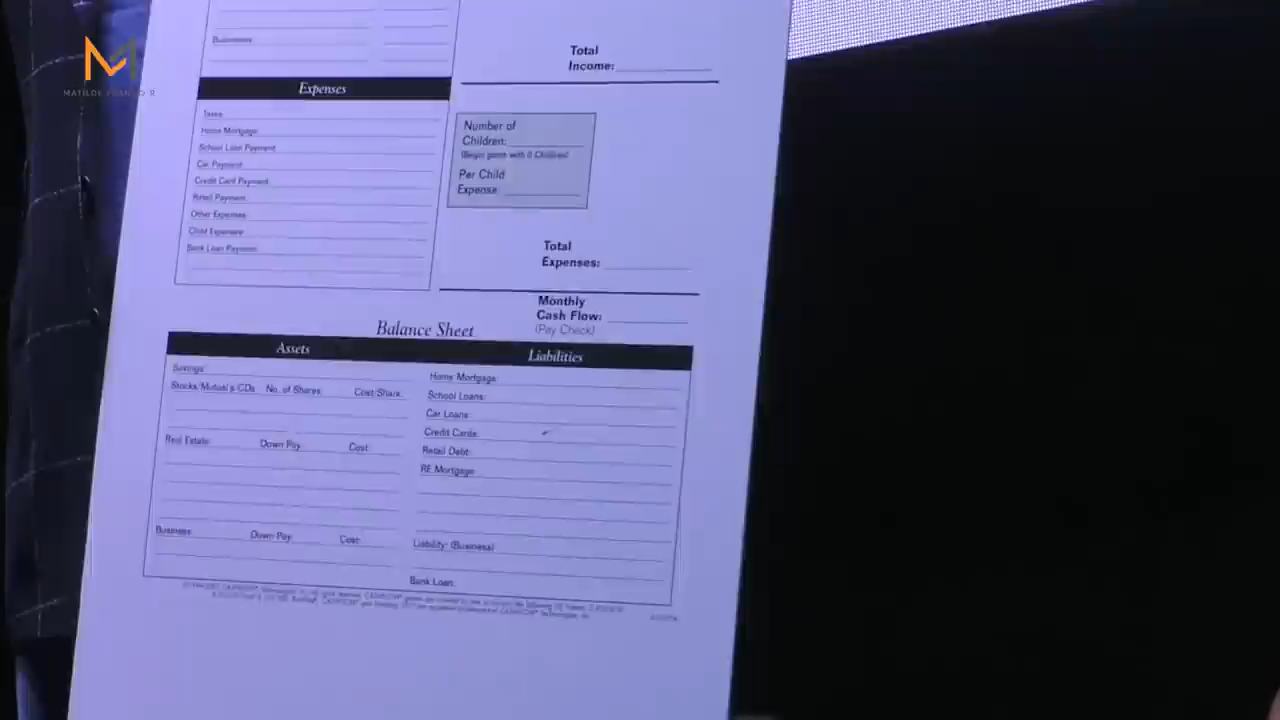 M
Business
Total
Income:
Expenses
Taxes
Home Mortgage
School Loan Payment
Car Payment
Credit Card Payment
Retail Payment
Other Expenses
Child Expenses
Bank Loan Payment
Number of
Children:
(Begin game with 0 Children)
Per Child
Expense:
Total
Expenses:
Monthly
Cash Flow:
(Pay Check)
Balance Sheet
Assets
Liabilities
Savings:
Stocks/Mutual's/CDs No. of Shares: Cost/Share:
Real Estate: Down Pay: Cost:
Business: Down Pay: Cost:
Home Mortgage:
School Loans:
Car Loans:
Credit Cards:
Retail Debt:
RE Mortgage:
Liability: (Business)
Bank Loan: